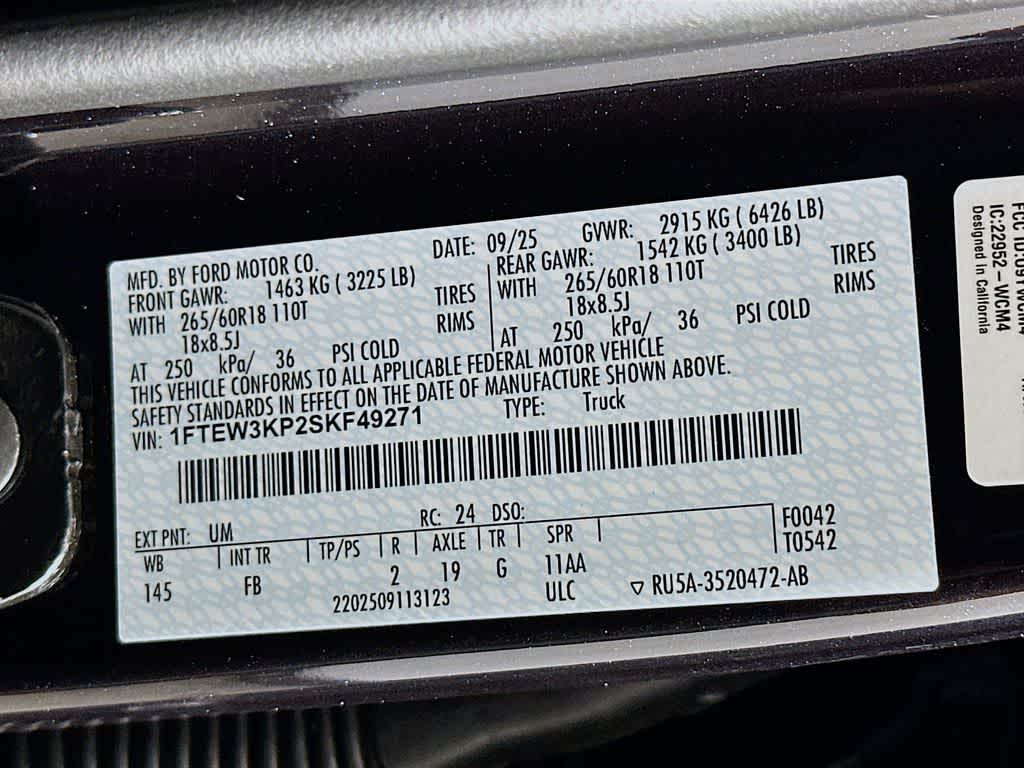 MFD. BY FORD MOTOR CO. DATE: 09/25 GVWR: 2915 KG ( 6426 LB)
FRONT GAWR: 1463 KG ( 3225 LB) REAR GAWR: 1542 KG ( 3400 LB)
WITH 265/60R18 110T TIRES WITH 265/60R18 110T TIRES
18x8.5J RIMS 18x8.5J RIMS
AT 250 kPa/ 36 PSI COLD AT 250 kPa/ 36 PSI COLD
THIS VEHICLE CONFORMS TO ALL APPLICABLE FEDERAL MOTOR VEHICLE
SAFETY STANDARDS IN EFFECT ON THE DATE OF MANUFACTURE SHOWN ABOVE.
VIN: 1FTEW3KP2SKF49271 TYPE: Truck
EXT PNT: UM RC: 24 DSO:
WB INT TR TP/PS R AXLE TR SPR F0042
145 FB 2 19 G 11AA T0542
2202509113123 ULC RU5A-3520472-AB
IC:22952-WCM4
Designed in California